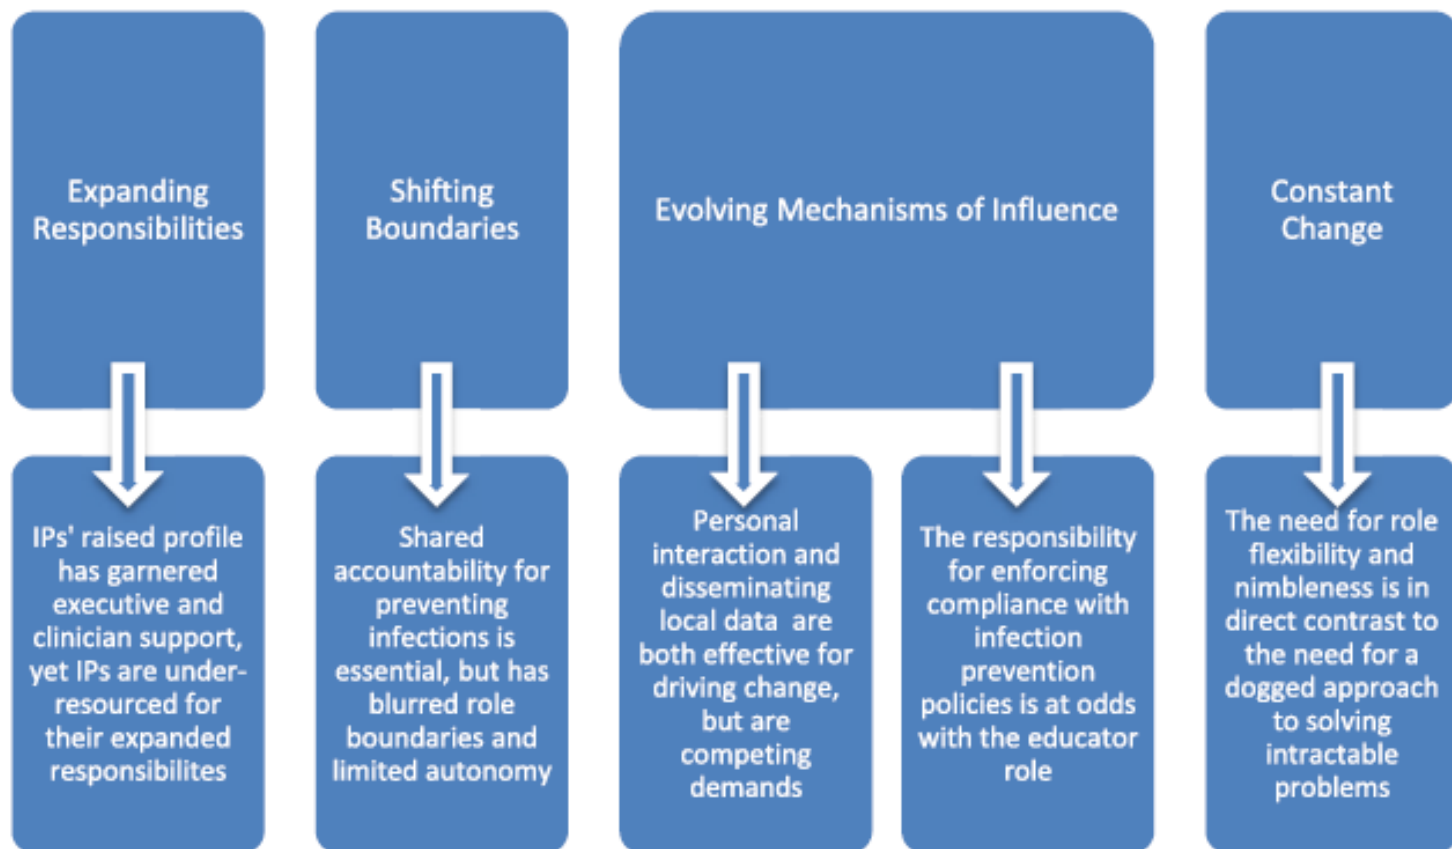 Expanding
Responsibilities
Shifting
Boundaries
Evolving Mechanisms of Influence
Constant
Change
IPs' raised profile
has garnered
executive and
clinician support,
yet IPs are under-
resourced for
their expanded
responsibilites
Shared
accountability for
preventing
infections is
essential, but has
blurred role
boundaries and
limited autonomy
Personal
interaction and
disseminating
local data are
both effective for
driving change,
but are
competing
demands
The responsibility
for enforcing
compliance with
infection
prevention
policies is at odds
with the educator
role
The need for role
flexibility and
nimbleness is in
direct contrast to
the need for a
dogged approach
to solving
intractable
problems